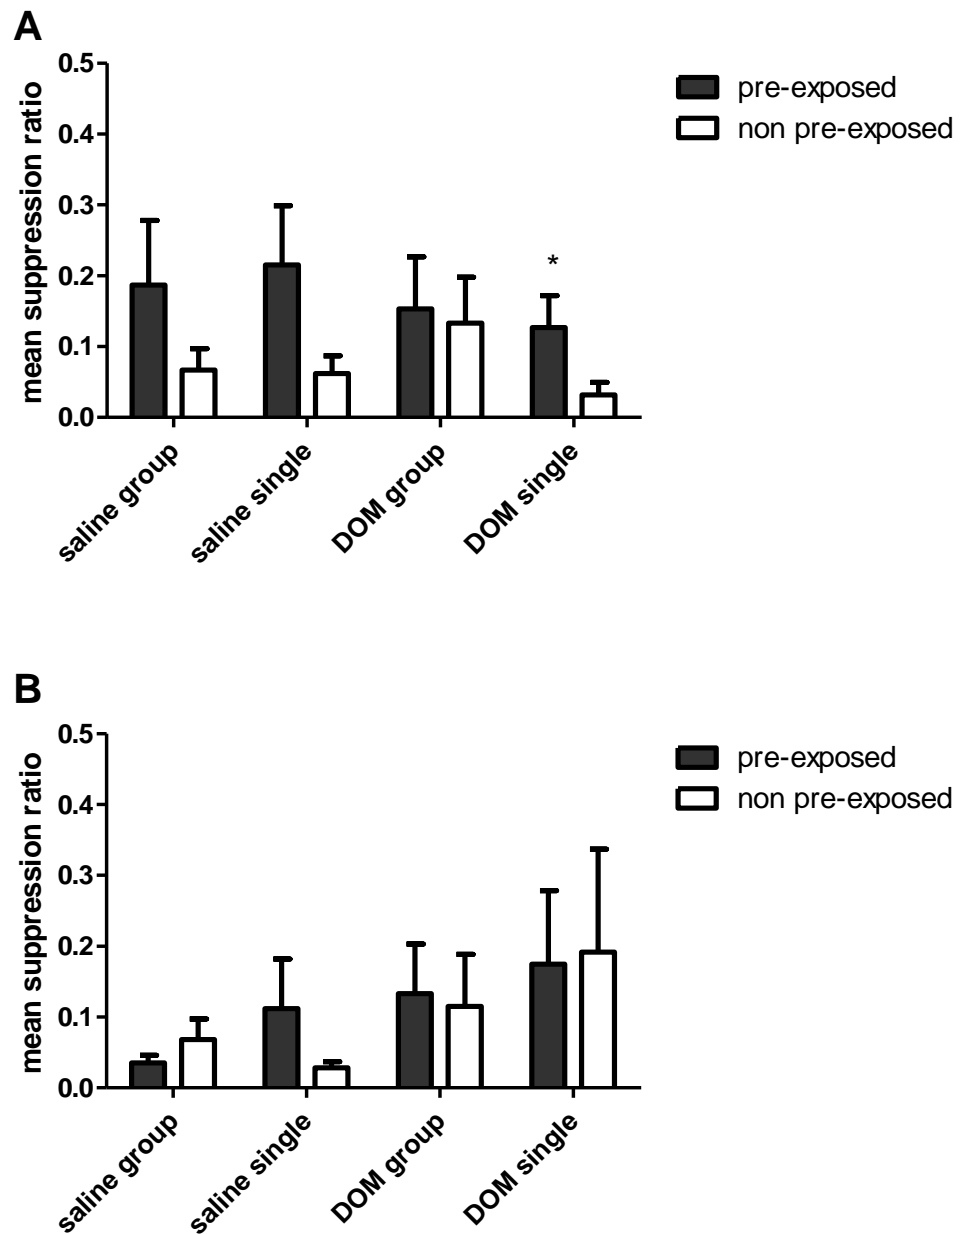 A
mean suppression ratio
0.5
0.4
0.3
0.2
0.1
0.0
*
saline group
saline single
DOM group
DOM single
pre-exposed
non pre-exposed
B
mean suppression ratio
0.5
0.4
0.3
0.2
0.1
0.0
saline group
saline single
DOM group
DOM single
pre-exposed
non pre-exposed